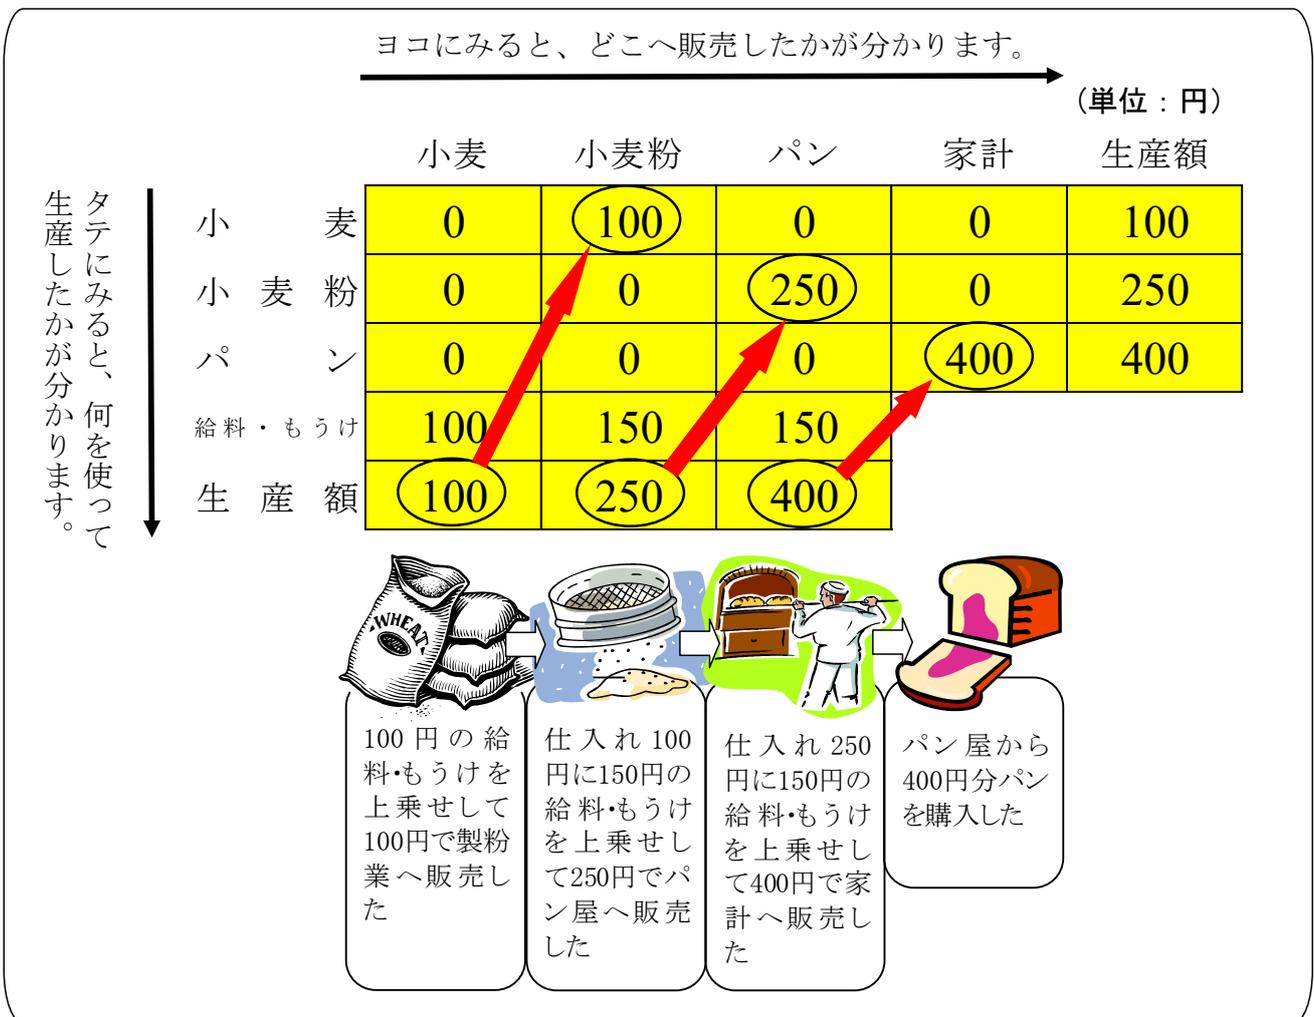 ヨコにみると、どこへ販売したかが分かります。
(単位：円)
小麦 小麦粉 パン 家計 生産額
タテにみると、何を使って
生産したかが分かります。
小麦 0 100 0 0 100
小麦粉 0 0 250 0 250
パン 0 0 0 400 400
給料・もうけ 100 150 150
生産額 100 250 400
WHEAT
100円の給
料・もうけを
上乗せして
100円で製粉
業へ販売し
た
仕入れ100
円に150円の
給料・もうけ
を上乗せし
て250円でパ
ン屋へ販売
した
仕入れ250
円に150円の
給料・もうけ
を上乗せし
て400円で家
計へ販売し
た
パン屋から
400円分パン
を購入した